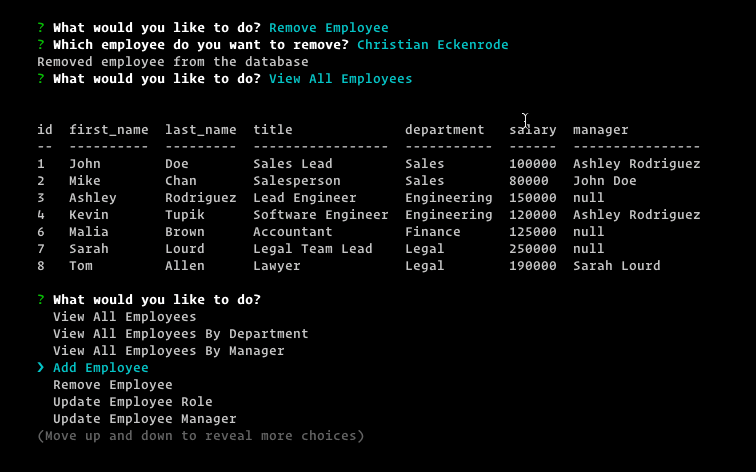 ? What would you like to do? Remove Employee
? Which employee do you want to remove? Christian Eckenrode
Removed employee from the database
? What would you like to do? View All Employees
id  first_name  last_name  title              department   salary  manager
--  ----------  ---------  -----------------  -----------  ------  ----------------
1   John        Doe        Sales Lead         Sales        100000  Ashley Rodriguez
2   Mike        Chan       Salesperson        Sales        80000   John Doe
3   Ashley      Rodriguez  Lead Engineer      Engineering  150000  null
4   Kevin       Tupik      Software Engineer  Engineering  120000  Ashley Rodriguez
6   Malia       Brown      Accountant         Finance      125000  null
7   Sarah       Lourd      Legal Team Lead    Legal        250000  null
8   Tom         Allen      Lawyer             Legal        190000  Sarah Lourd
? What would you like to do?
View All Employees
View All Employees By Department
View All Employees By Manager
❯ Add Employee
Remove Employee
Update Employee Role
Update Employee Manager
(Move up and down to reveal more choices)